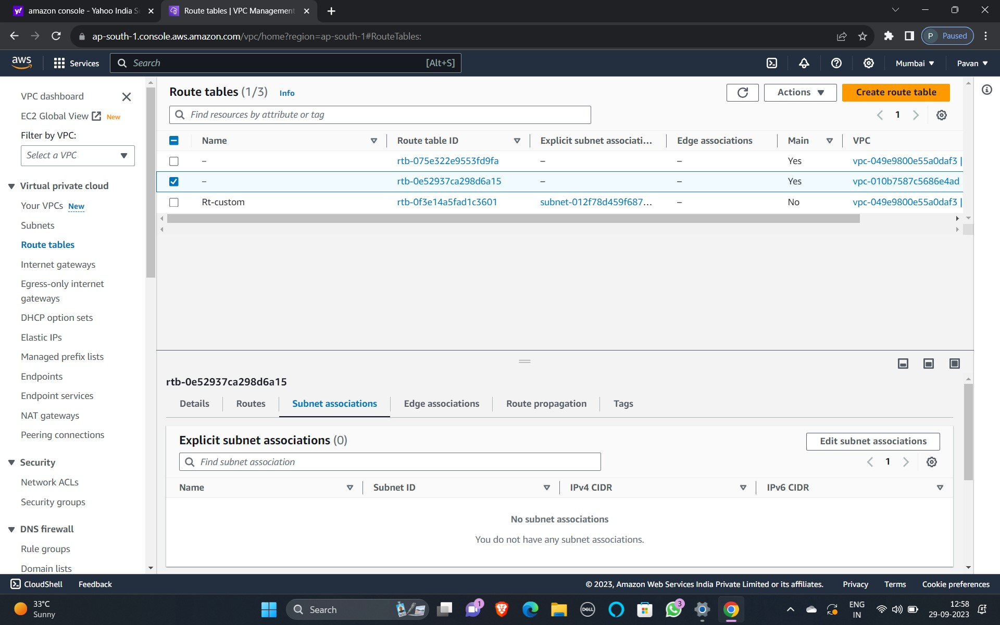 amazon console - Yahoo India S
Route tables | VPC Management
ap-south-1.console.aws.amazon.com/vpc/home?region=ap-south-1#RouteTables:
P Paused
aws
Services
Search
[Alt+S]
Mumbai
Pavan
VPC dashboard
EC2 Global View New
Filter by VPC:
Select a VPC
Virtual private cloud
Your VPCs New
Subnets
Route tables
Internet gateways
Egress-only internet
gateways
DHCP option sets
Elastic IPs
Managed prefix lists
Endpoints
Endpoint services
NAT gateways
Peering connections
Security
Network ACLs
Security groups
DNS firewall
Rule groups
Domain lists
Route tables (1/3) Info
Actions
Create route table
Find resources by attribute or tag
1
Name Route table ID Explicit subnet associati... Edge associations Main VPC
– rtb-075e322e9553fd9fa – – Yes vpc-049e9800e55a0daf3 |
– rtb-0e52937ca298d6a15 – – Yes vpc-010b7587c5686e4ad
Rt-custom rtb-0f3e14a5fad1c3601 subnet-012f78d459f687... – No vpc-049e9800e55a0daf3 |
rtb-0e52937ca298d6a15
Details Routes Subnet associations Edge associations Route propagation Tags
Explicit subnet associations (0)
Edit subnet associations
Find subnet association
1
Name Subnet ID IPv4 CIDR IPv6 CIDR
No subnet associations
You do not have any subnet associations.
CloudShell Feedback
© 2023, Amazon Web Services India Private Limited or its affiliates. Privacy Terms Cookie preferences
33°C
Sunny
Search
1
DELL
3
ENG
IN
12:58
29-09-2023